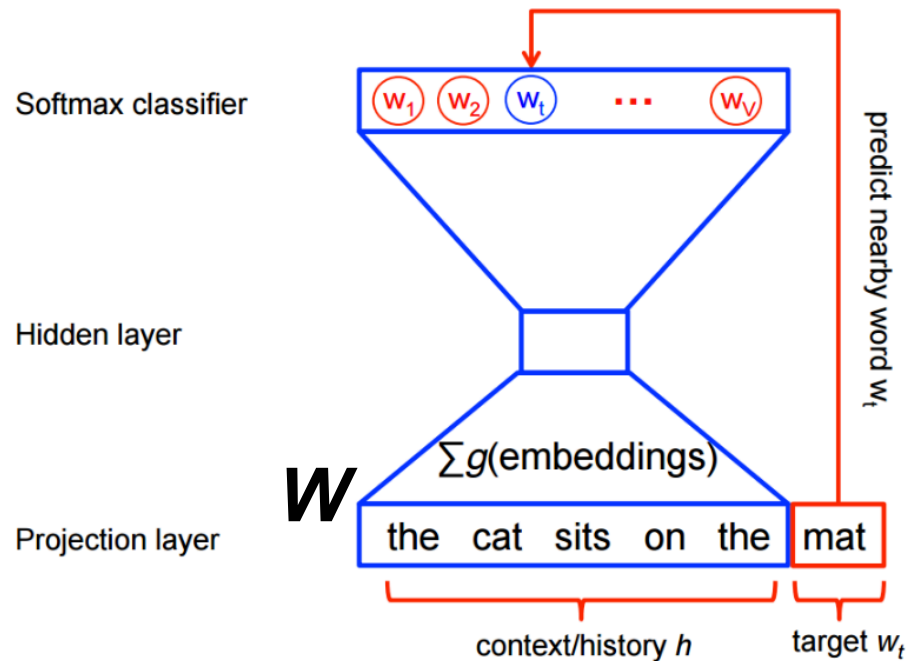 Softmax classifier
w1 w2 wt ... wV
predict nearby word wt
Hidden layer
∑g(embeddings)
W
Projection layer
the cat sits on the mat
context/history h
target wt